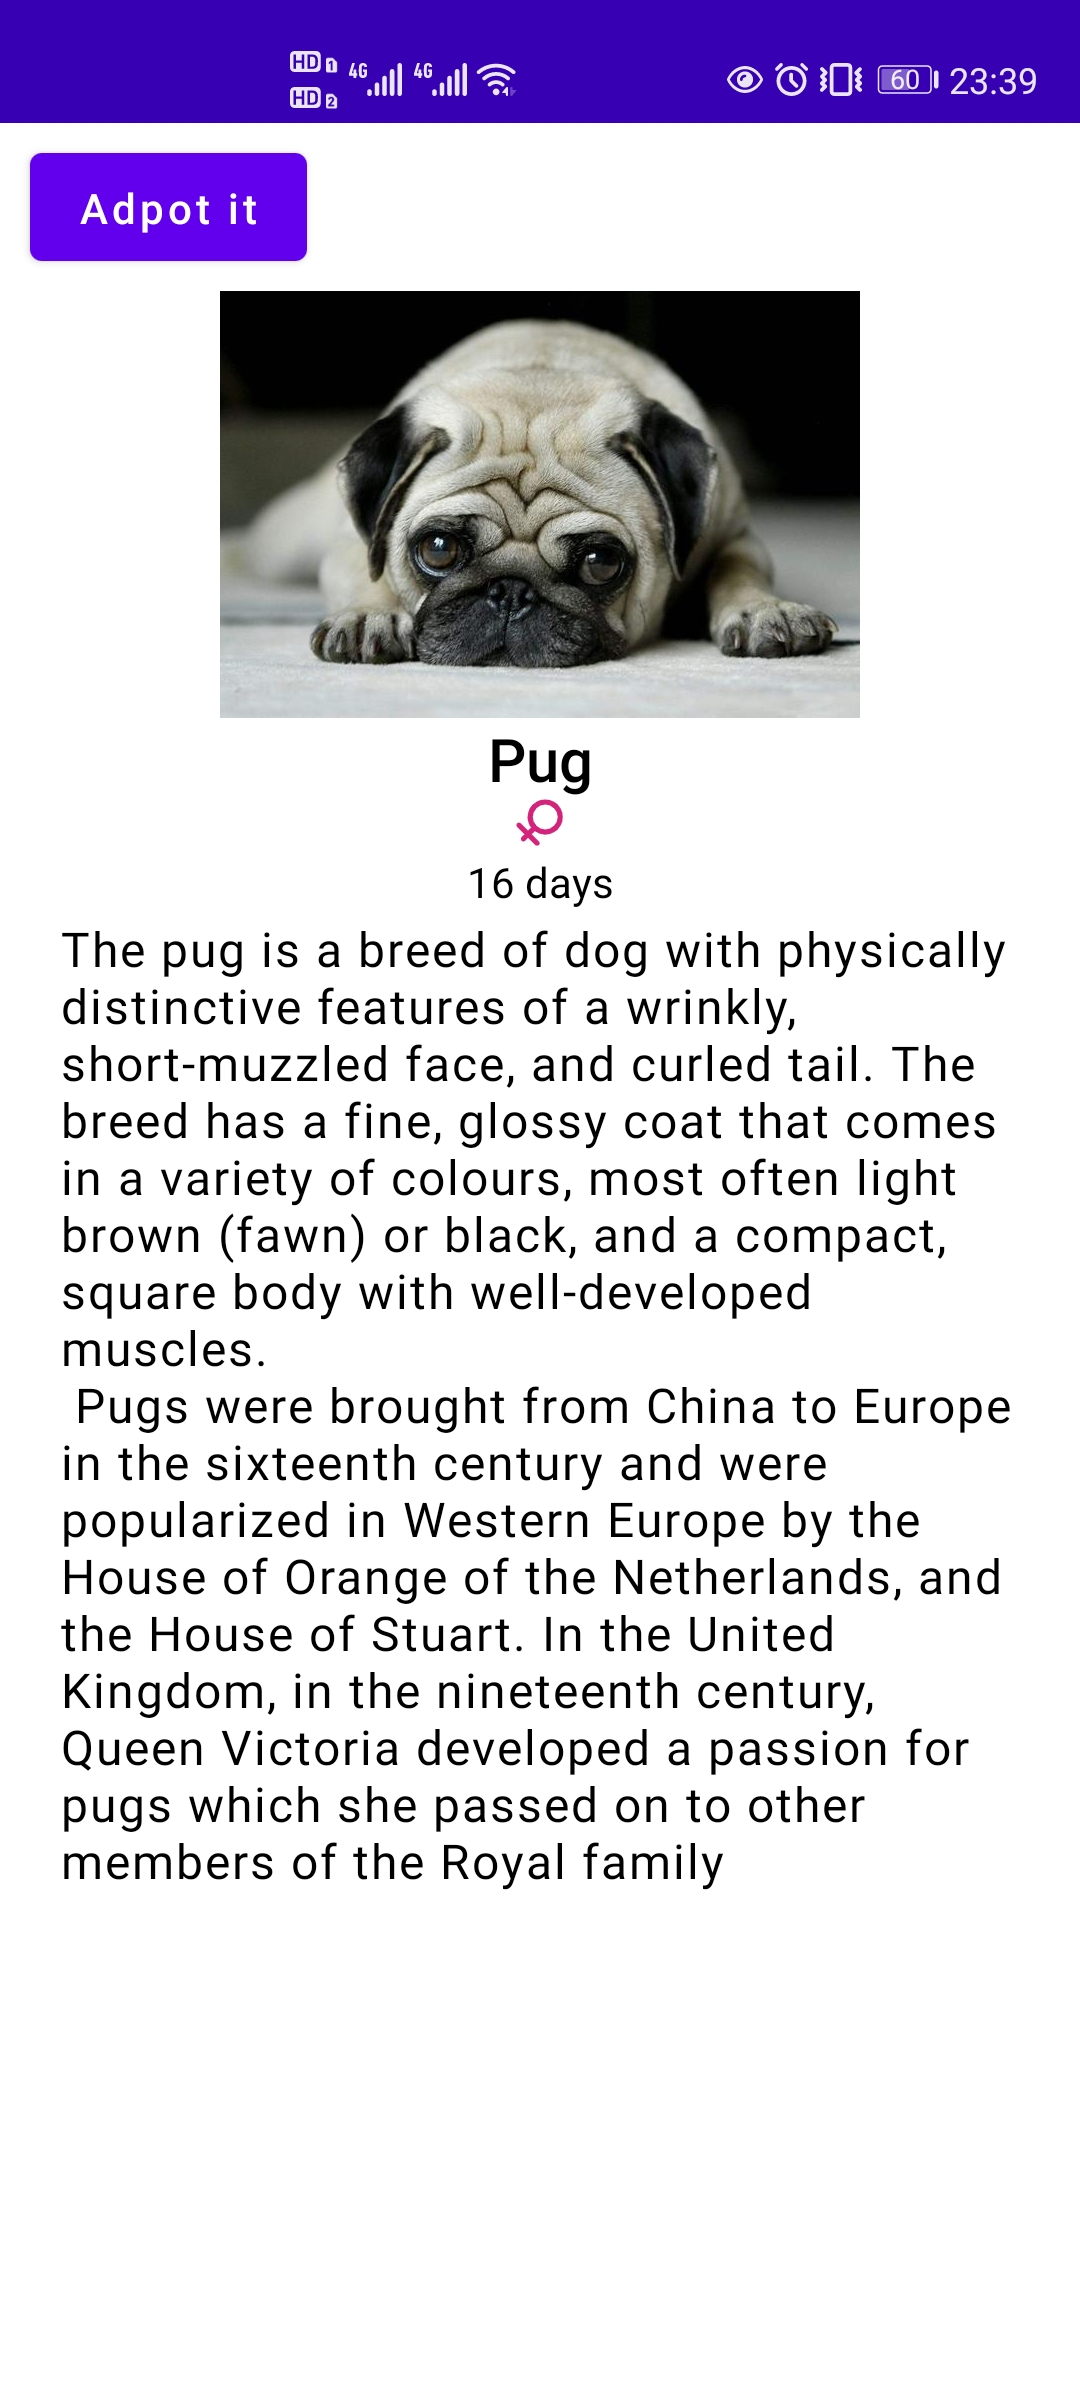 HD 1 4G 4G
HD 2
60 23:39
Adpot it
Pug
16 days
The pug is a breed of dog with physically
distinctive features of a wrinkly,
short-muzzled face, and curled tail. The
breed has a fine, glossy coat that comes
in a variety of colours, most often light
brown (fawn) or black, and a compact,
square body with well-developed
muscles.
Pugs were brought from China to Europe
in the sixteenth century and were
popularized in Western Europe by the
House of Orange of the Netherlands, and
the House of Stuart. In the United
Kingdom, in the nineteenth century,
Queen Victoria developed a passion for
pugs which she passed on to other
members of the Royal family